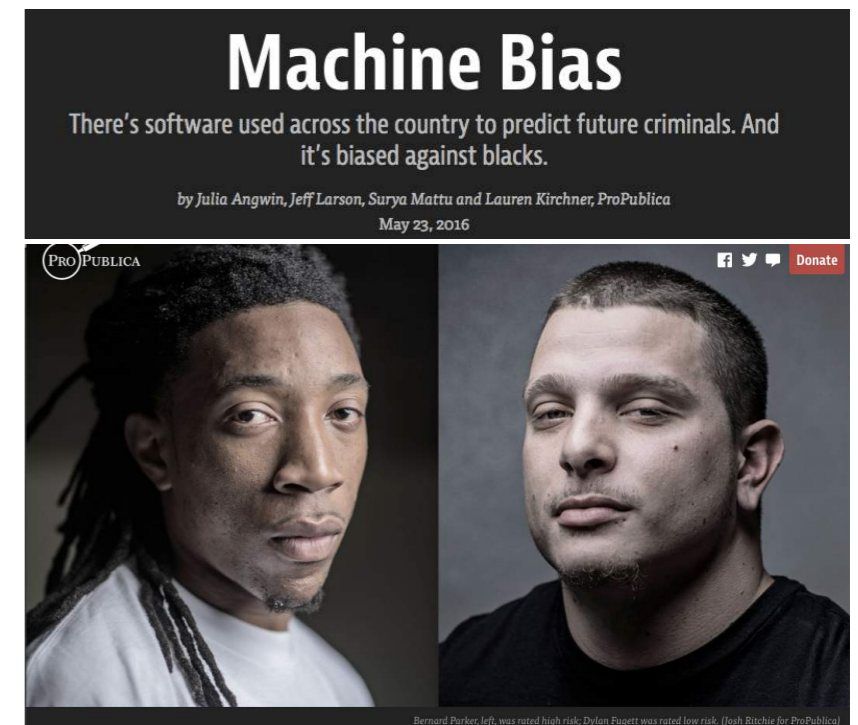 Machine Bias
There's software used across the country to predict future criminals. And
it's biased against blacks.
by Julia Angwin, Jeff Larson, Surya Mattu and Lauren Kirchner, ProPublica
May 23, 2016
PRO PUBLICA
Donate
Bernard Parker, left, was rated high risk; Dylan Fugett was rated low risk. (Josh Ritchie for ProPublica)